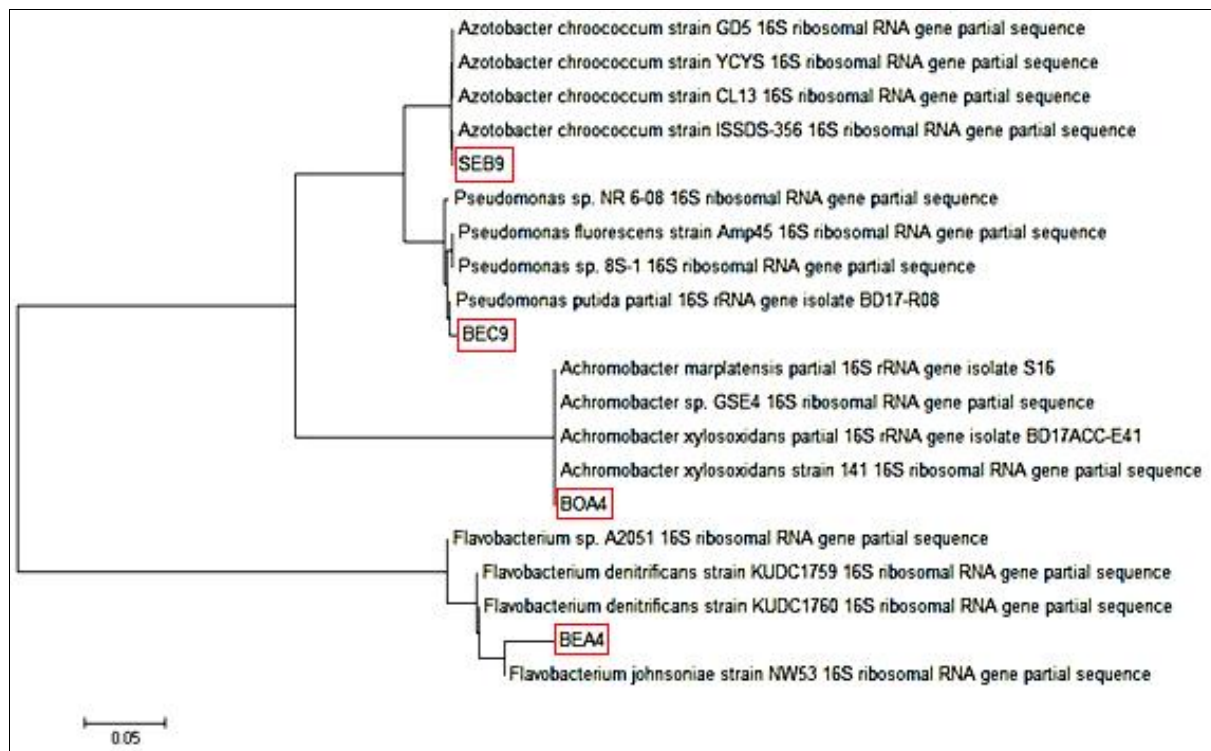 Azotobacter chroococcum strain GD5 16S ribosomal RNA gene partial sequence
Azotobacter chroococcum strain YCYS 16S ribosomal RNA gene partial sequence
Azotobacter chroococcum strain CL13 16S ribosomal RNA gene partial sequence
Azotobacter chroococcum strain ISSDS-356 16S ribosomal RNA gene partial sequence
SEB9
Pseudomonas sp. NR 6-08 16S ribosomal RNA gene partial sequence
Pseudomonas fluorescens strain Amp45 16S ribosomal RNA gene partial sequence
Pseudomonas sp. 8S-1 16S ribosomal RNA gene partial sequence
Pseudomonas putida partial 16S rRNA gene isolate BD17-R08
BEC9
Achromobacter marplatensis partial 16S rRNA gene isolate S16
Achromobacter sp. GSE4 16S ribosomal RNA gene partial sequence
Achromobacter xylosoxidans partial 16S rRNA gene isolate BD17ACC-E41
Achromobacter xylosoxidans strain 141 16S ribosomal RNA gene partial sequence
BOA4
Flavobacterium sp. A2051 16S ribosomal RNA gene partial sequence
Flavobacterium denitrificans strain KUDC1759 16S ribosomal RNA gene partial sequence
Flavobacterium denitrificans strain KUDC1760 16S ribosomal RNA gene partial sequence
BEA4
Flavobacterium johnsoniae strain NW53 16S ribosomal RNA gene partial sequence
0.05